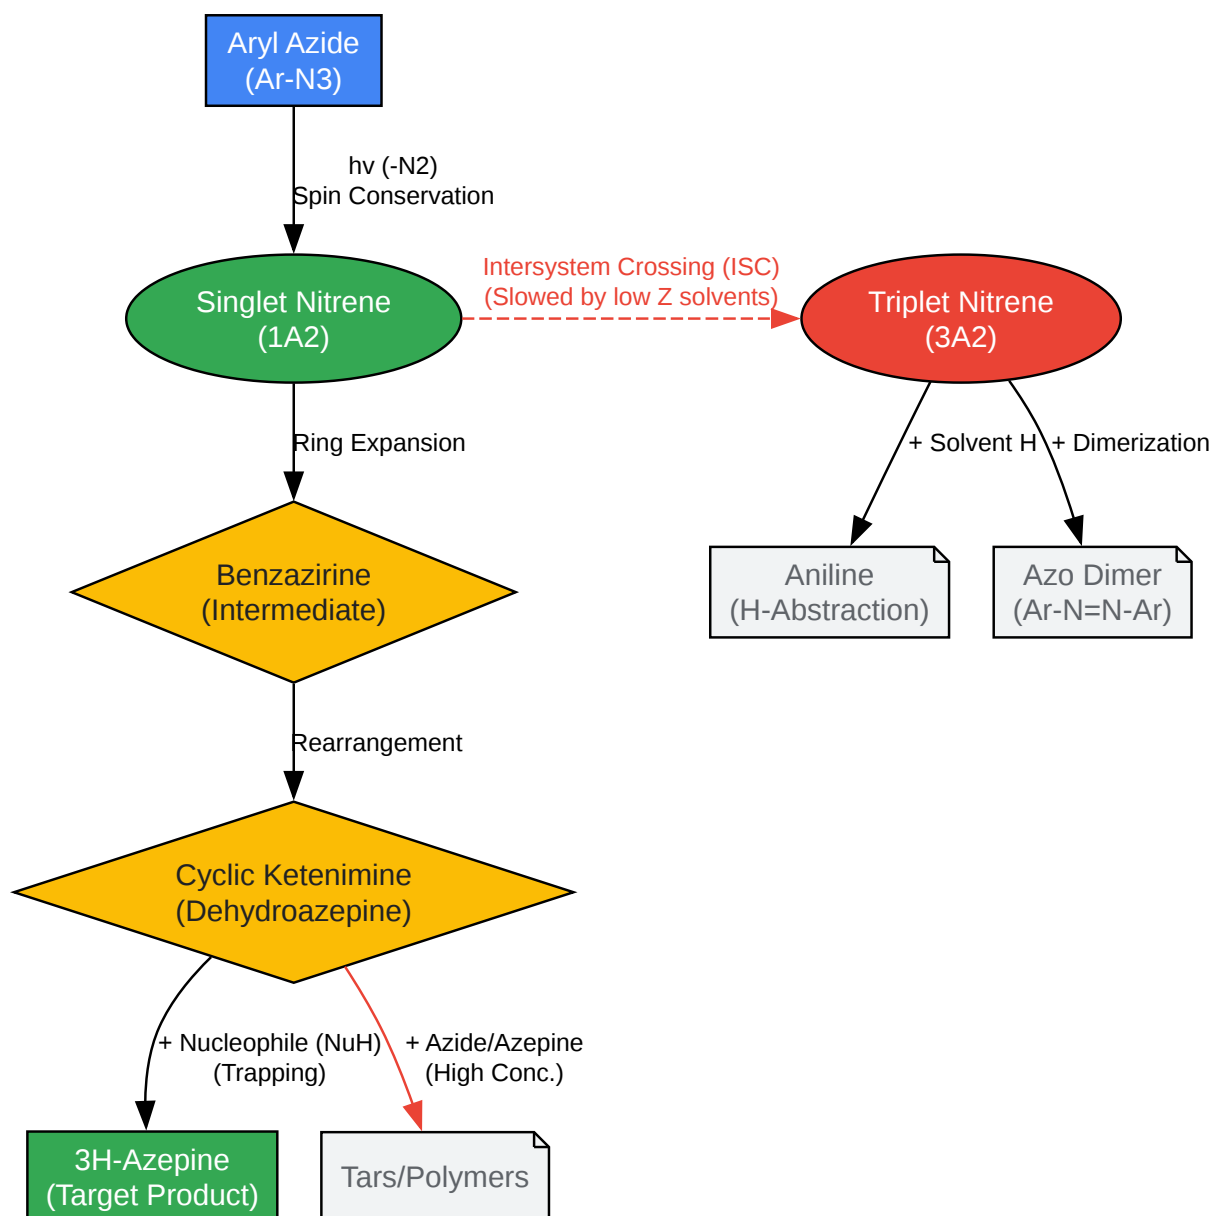 Aryl Azide
(Ar-N3)
hv (-N2)
Spin Conservation
Singlet Nitrene
(1A2)
Intersystem Crossing (ISC)
(Slowed by low Z solvents)
Triplet Nitrene
(3A2)
Ring Expansion
+ Solvent H
+ Dimerization
Benzazirine
(Intermediate)
Aniline
(H-Abstraction)
Azo Dimer
(Ar-N=N-Ar)
Rearrangement
Cyclic Ketenimine
(Dehydroazepine)
+ Nucleophile (NuH)
(Trapping)
+ Azide/Azepine
(High Conc.)
3H-Azepine
(Target Product)
Tars/Polymers